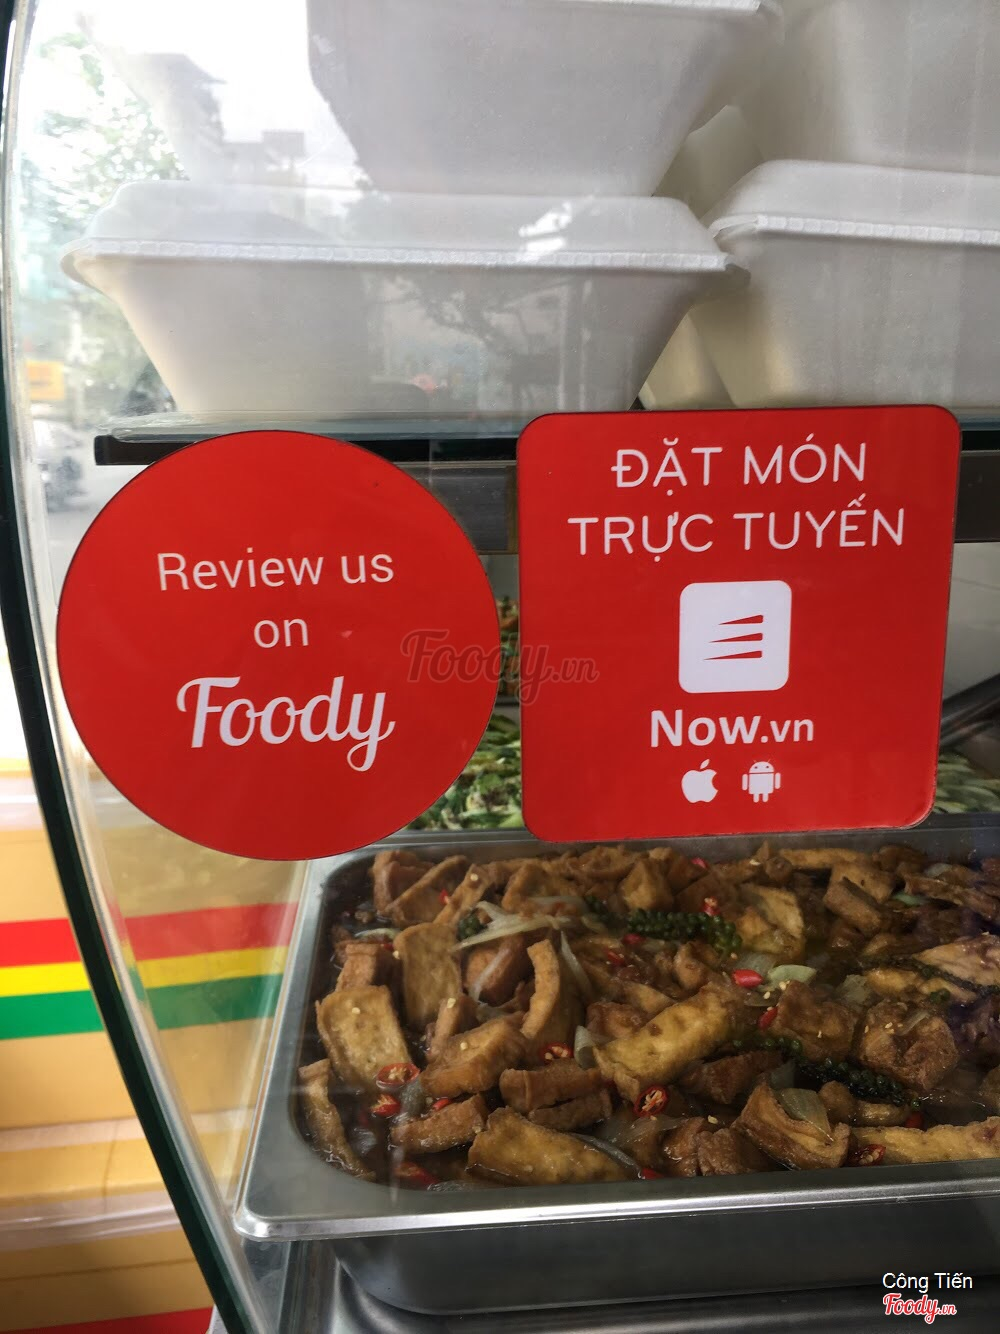 Review us
on
Foody
ĐẶT MÓN
TRỰC TUYẾN
Now.vn
Foody.vn
Công Tiến
Foody.vn